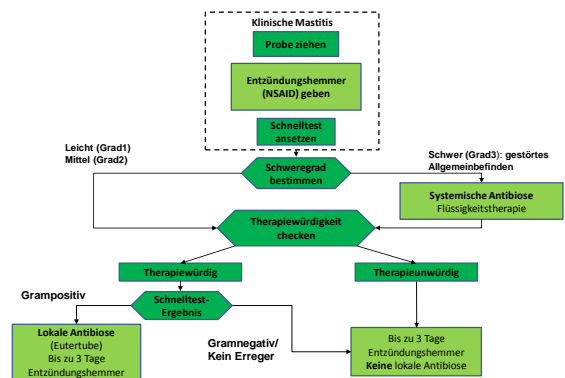 Klinische Mastitis
Probe ziehen
Entzündungshemmer
(NSAID) geben
Schnelltest
ansetzen
Leicht (Grad1)
Mittel (Grad2)
Schweregrad
bestimmen
Schwer (Grad3): gestörtes
Allgemeinbefinden
Systemische Antibiose
Flüssigkeitstherapie
Therapiewürdigkeit
checken
Therapiewürdig
Therapieunwürdig
Grampositiv
Schnelltest-
Ergebnis
Lokale Antibiose
(Eutertube)
Bis zu 3 Tage
Entzündungshemmer
Gramnegativ/
Kein Erreger
Bis zu 3 Tage
Entzündungshemmer
Keine lokale Antibiose